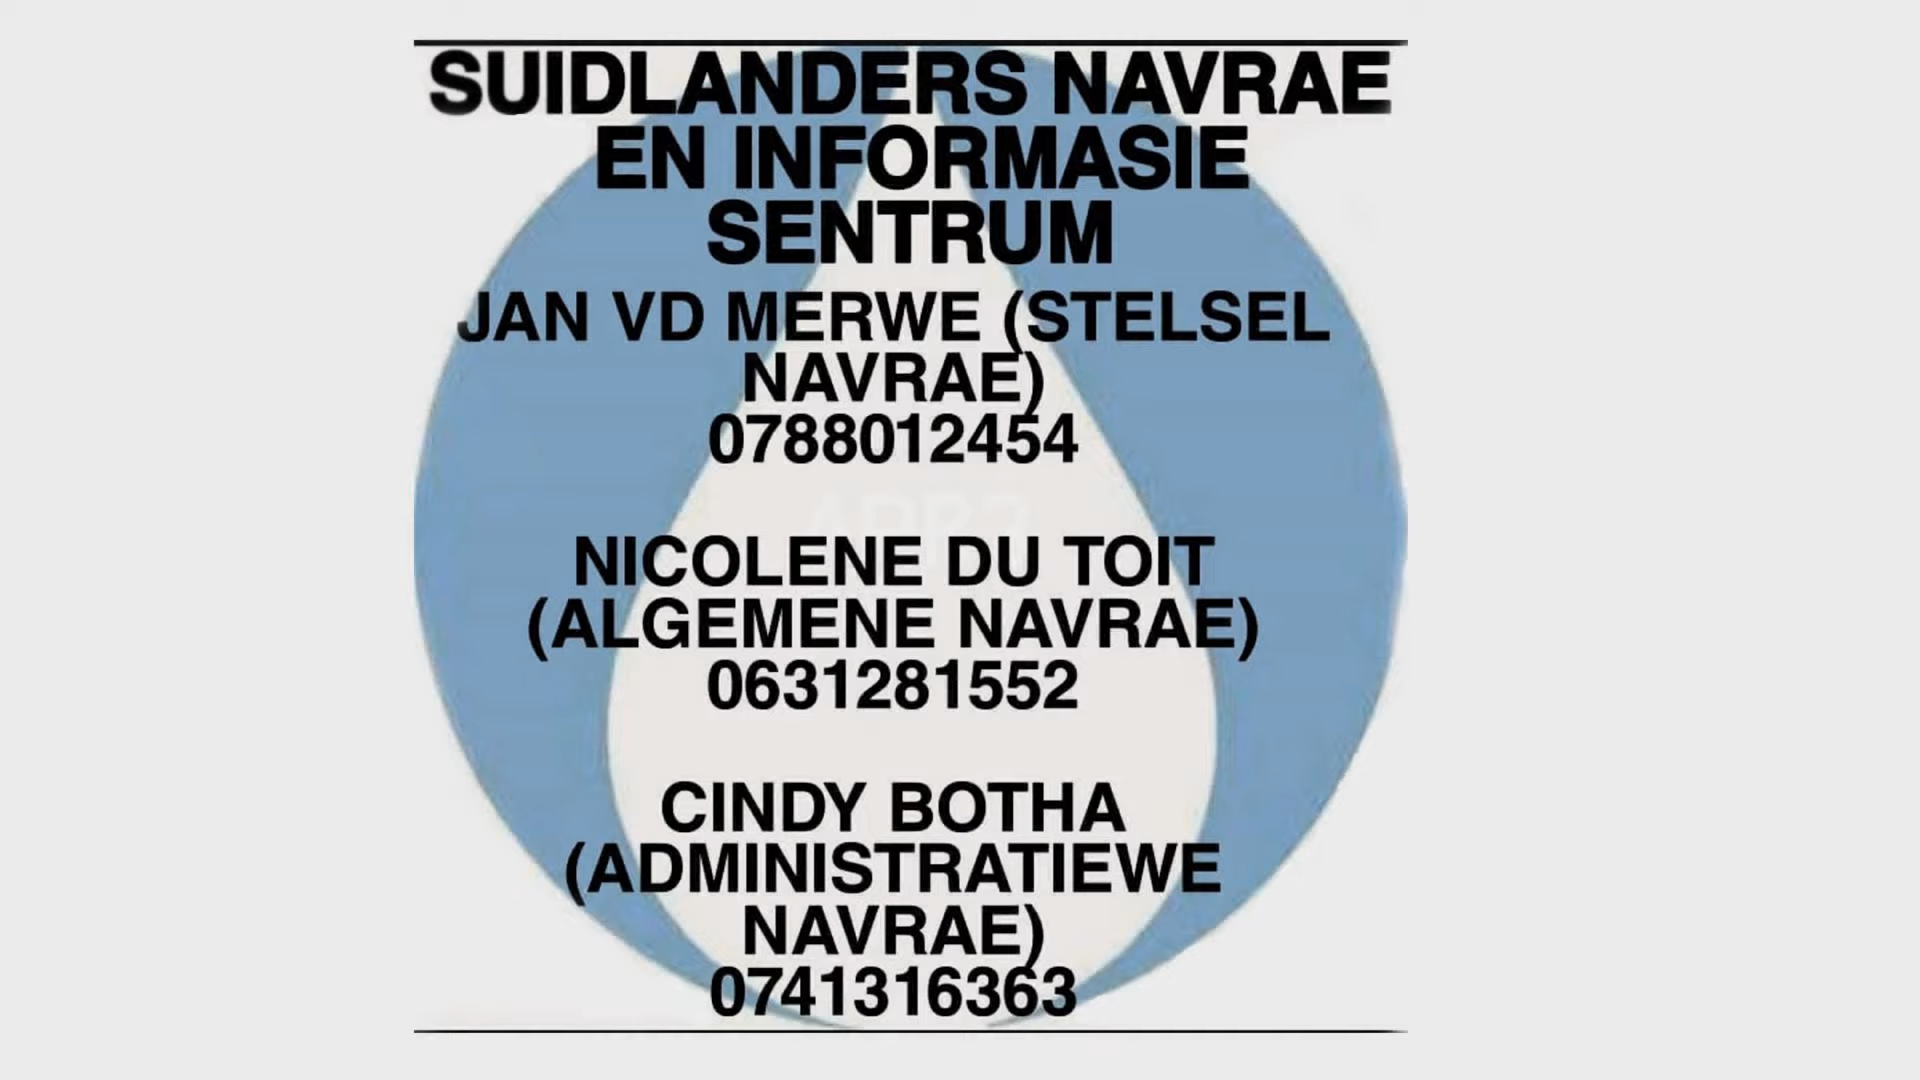 SUIDLANDERS NAVRAE
EN INFORMASIE
SENTRUM
JAN VD MERWE (STELSEL
NAVRAE)
0788012454
NICOLENE DU TOIT
(ALGEMENE NAVRAE)
0631281552
CINDY BOTHA
(ADMINISTRATIEWE
NAVRAE)
0741316363